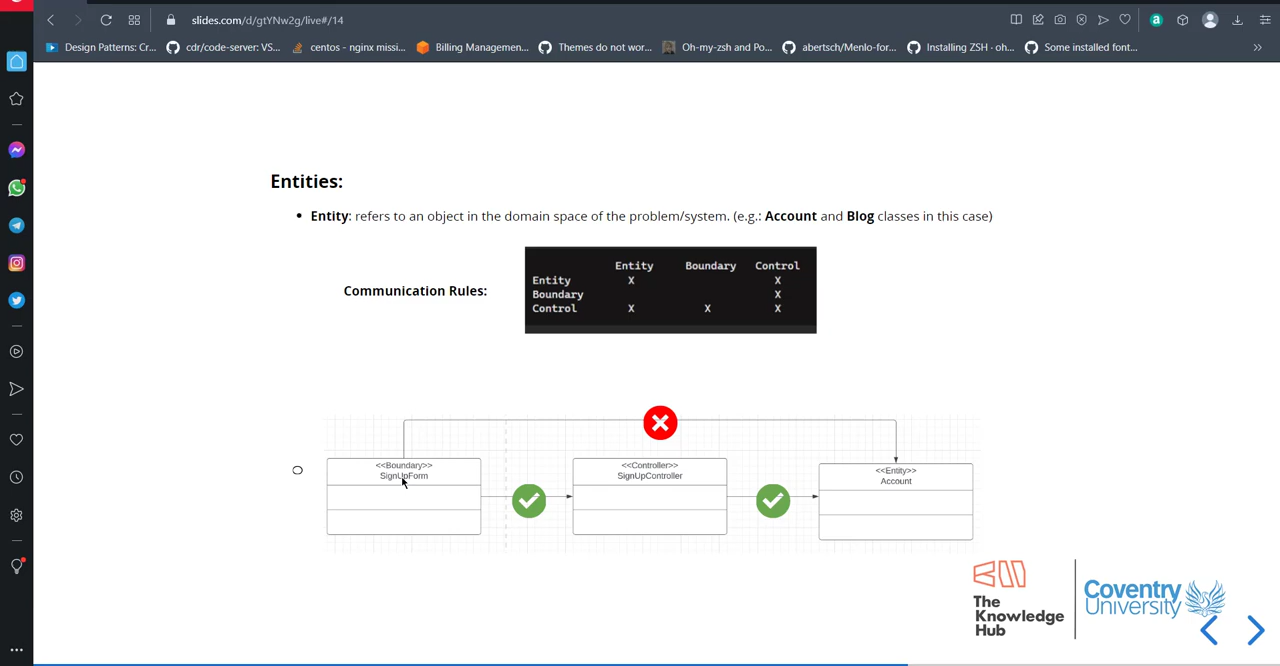 slides.com/d/gtYNw2g/live#/14
Design Patterns: Cr...
cdr/code-server: VS...
centos - nginx missi...
Billing Managemen...
Themes do not wor...
Oh-my-zsh and Po...
abertsch/Menlo-for...
Installing ZSH · oh...
Some installed font...
Entities:
Entity: refers to an object in the domain space of the problem/system. (e.g.: Account and Blog classes in this case)
Communication Rules:
Entity Boundary Control
Entity X X
Boundary X
Control X X X
<<Boundary>>
SignUpForm
<<Controller>>
SignUpController
<<Entity>>
Account
The
Knowledge
Hub
Coventry
University